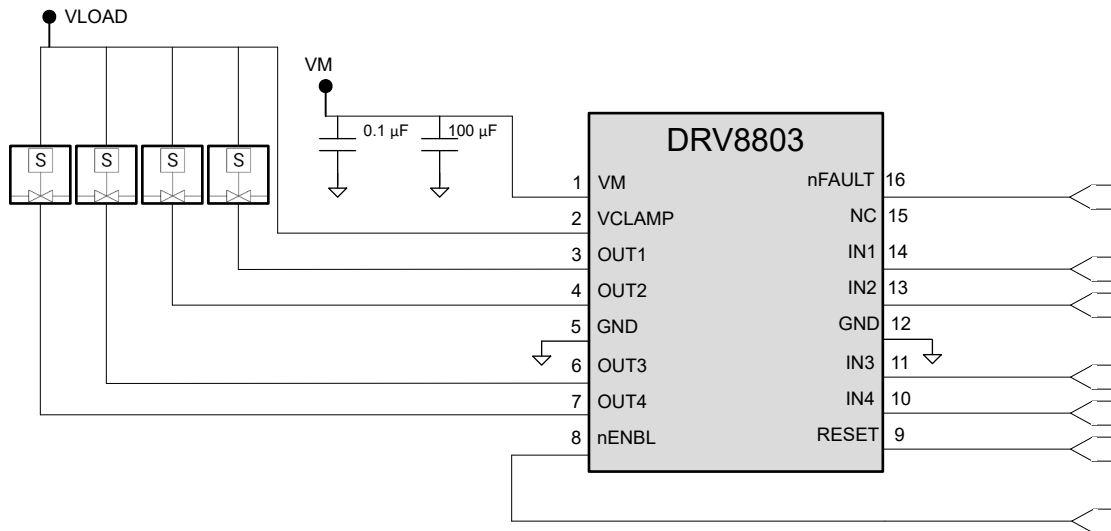 VLOAD
VM
0.1 µF
100 µF
S
S
S
S
DRV8803
1 VM
nFAULT 16
2 VCLAMP
NC 15
3 OUT1
IN1 14
4 OUT2
IN2 13
5 GND
GND 12
6 OUT3
IN3 11
7 OUT4
IN4 10
8 nENBL
RESET 9